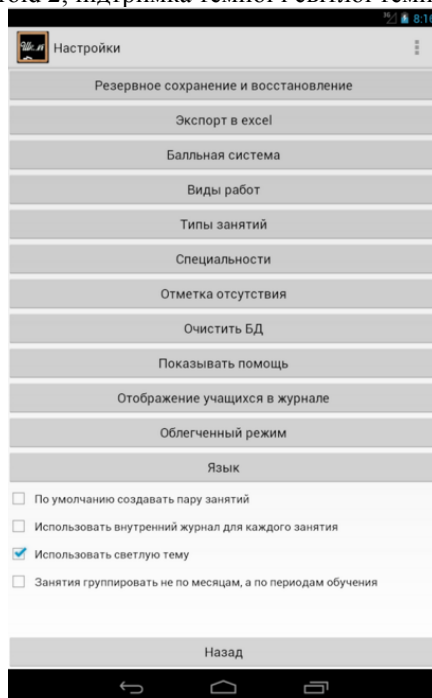 8:16
Настройки
Резервное сохранение и восстановление
Экспорт в excel
Балльная система
Виды работ
Типы занятий
Специальности
Отметка отсутствия
Очистить БД
Показывать помощь
Отображение учащихся в журнале
Облегченный режим
Язык
По умолчанию создавать пару занятий
Использовать внутренний журнал для каждого занятия
Использовать светлую тему
Занятия группировать не по месяцам, а по периодам обучения
Назад